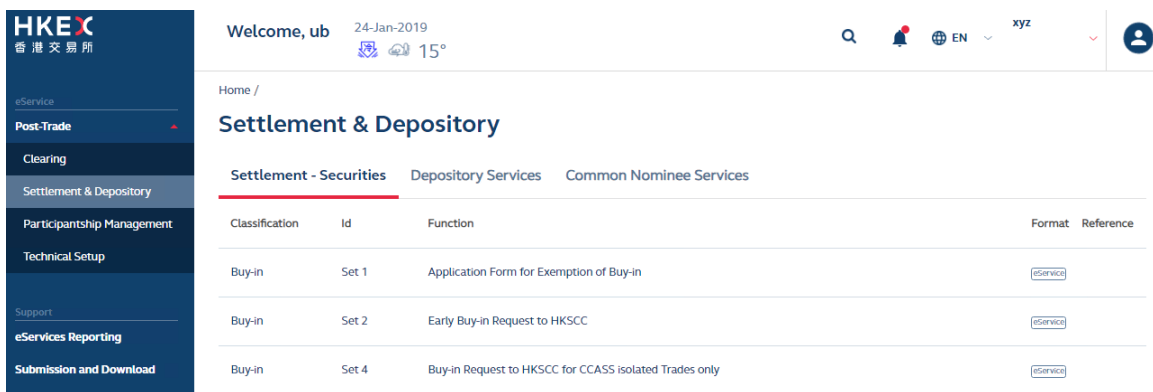 HKEX
香港交易所
Welcome, ub
24-Jan-2019
15°
EN
xyz
Home /
eService
Post-Trade
Clearing
Settlement & Depository
Participantship Management
Technical Setup
Support
eServices Reporting
Submission and Download
Settlement & Depository
Settlement - Securities Depository Services Common Nominee Services
Classification Id Function Format Reference
Buy-in Set 1 Application Form for Exemption of Buy-in eService
Buy-in Set 2 Early Buy-in Request to HKSCC eService
Buy-in Set 4 Buy-in Request to HKSCC for CCASS isolated Trades only eService